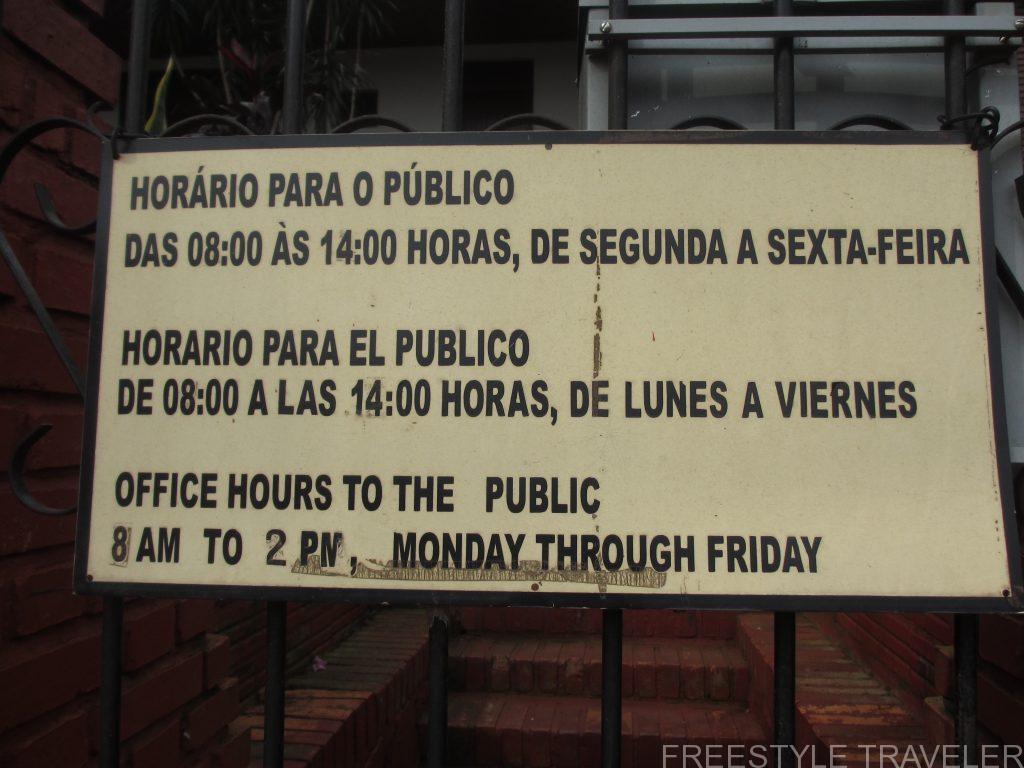 HORÁRIO PARA O PÚBLICO
DAS 08:00 ÀS 14:00 HORAS, DE SEGUNDA A SEXTA-FEIRA
HORARIO PARA EL PUBLICO
DE 08:00 A LAS 14:00 HORAS, DE LUNES A VIERNES
OFFICE HOURS TO THE PUBLIC
8 AM TO 2 PM, MONDAY THROUGH FRIDAY
FREESTYLE TRAVELER